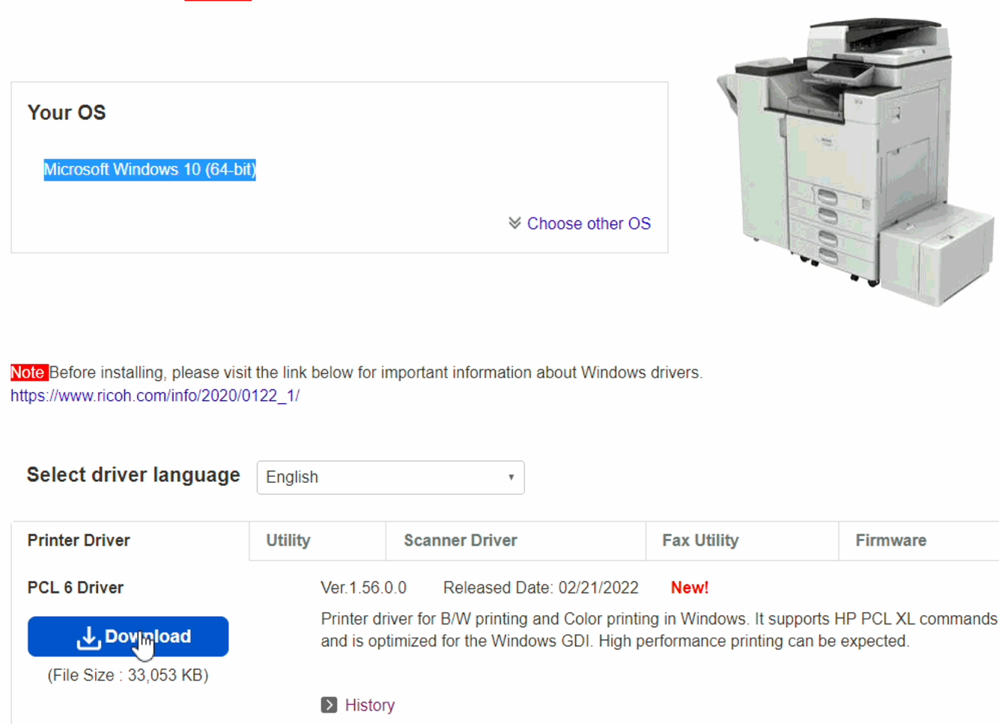 Your OS
Microsoft Windows 10 (64-bit)
Choose other OS
Note Before installing, please visit the link below for important information about Windows drivers.
https://www.ricoh.com/info/2020/0122_1/
Select driver language English
Printer Driver Utility Scanner Driver Fax Utility Firmware
PCL 6 Driver Ver.1.56.0.0 Released Date: 02/21/2022 New!
Printer driver for B/W printing and Color printing in Windows. It supports HP PCL XL commands
and is optimized for the Windows GDI. High performance printing can be expected.
Download
(File Size : 33,053 KB)
History